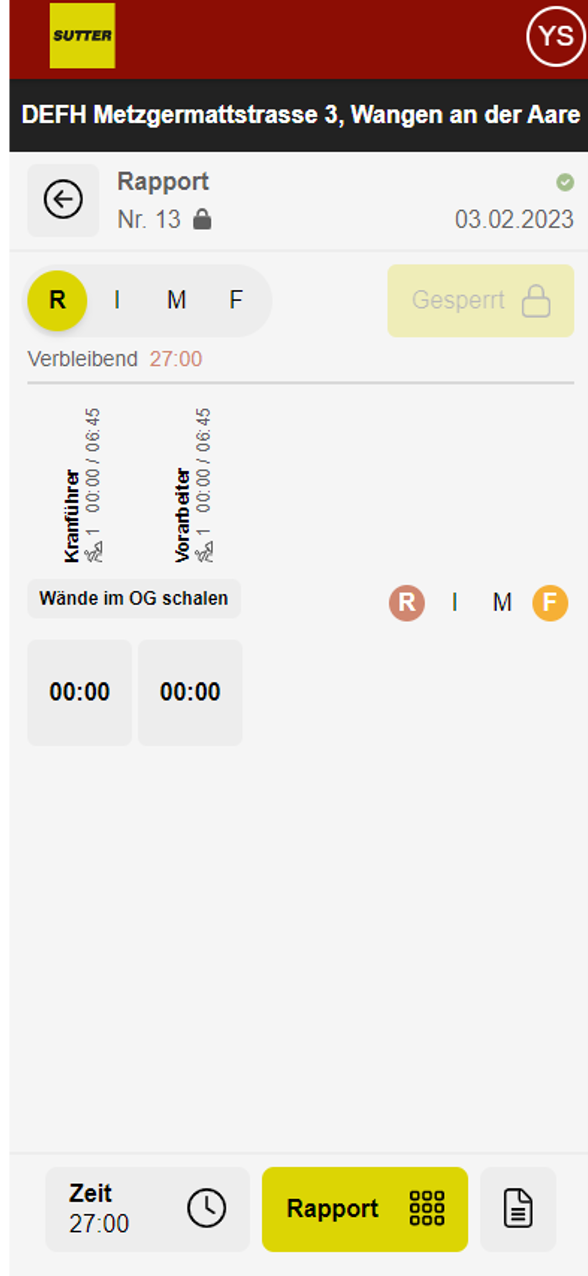 SUTTER
YS
DEFH Metzgermattstrasse 3, Wangen an der Aare
Rapport
Nr. 13
03.02.2023
R I M F
Gesperrt
Verbleibend 27:00
Kranführer
1 00:00 / 06:45
Vorarbeiter
1 00:00 / 06:45
Wände im OG schalen
R I M F
00:00 00:00
Zeit
27:00
Rapport